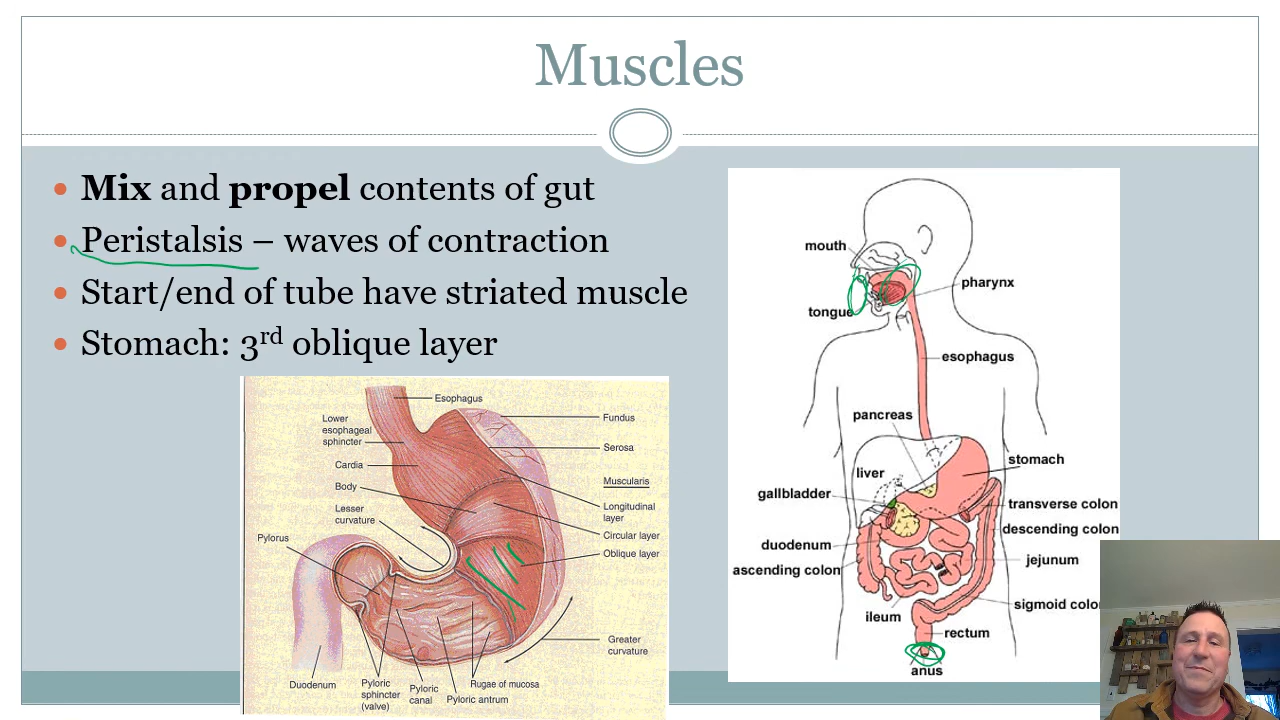 Muscles
Mix and propel contents of gut
Peristalsis – waves of contraction
Start/end of tube have striated muscle
Stomach: 3rd oblique layer
Esophagus
Lower
esophageal
sphincter
Cardia
Body
Lesser
curvature
Pylorus
Fundus
Serosa
Muscularis
Longitudinal
layer
Circular layer
Oblique layer
Greater
curvature
Duodenum
Pyloric
sphincter
(valve)
Pyloric
canal
Pyloric antrum
Rugae of mucosa
mouth
tongue
pharynx
esophagus
pancreas
liver
stomach
gallbladder
transverse colon
descending colon
duodenum
ascending colon
jejunum
ileum
sigmoid colo
rectum
anus